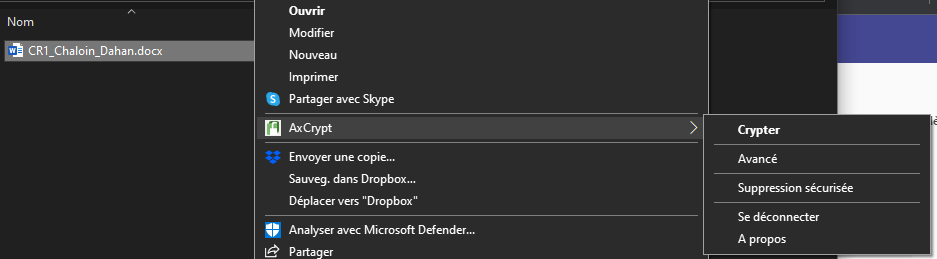 Nom
CR1_Chaloin_Dahan.docx
Ouvrir
Modifier
Nouveau
Imprimer
Partager avec Skype
AxCrypt
Envoyer une copie...
Sauveg. dans Dropbox...
Déplacer vers "Dropbox"
Analyser avec Microsoft Defender...
Partager
Crypter
Avancé
Suppression sécurisée
Se déconnecter
A propos